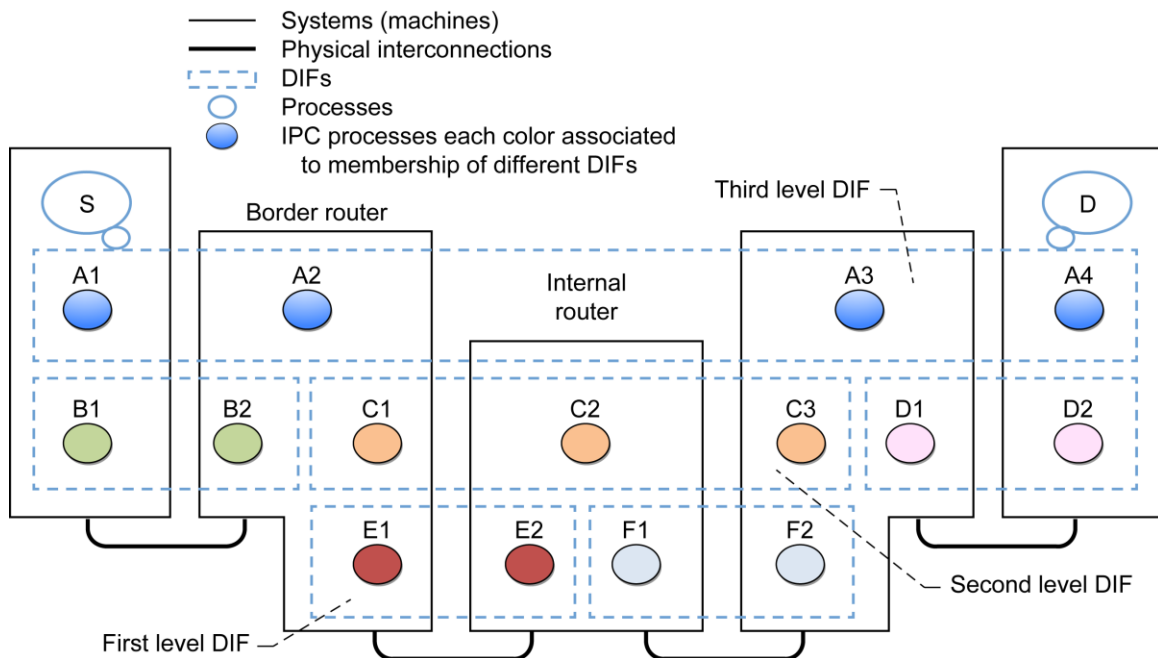 Systems (machines)
Physical interconnections
DIFs
Processes
IPC processes each color associated
to membership of different DIFs
Third level DIF
S
D
Border router
A1
A2
Internal
router
A3
A4
B1
B2
C1
C2
C3
D1
D2
E1
E2
F1
F2
Second level DIF
First level DIF